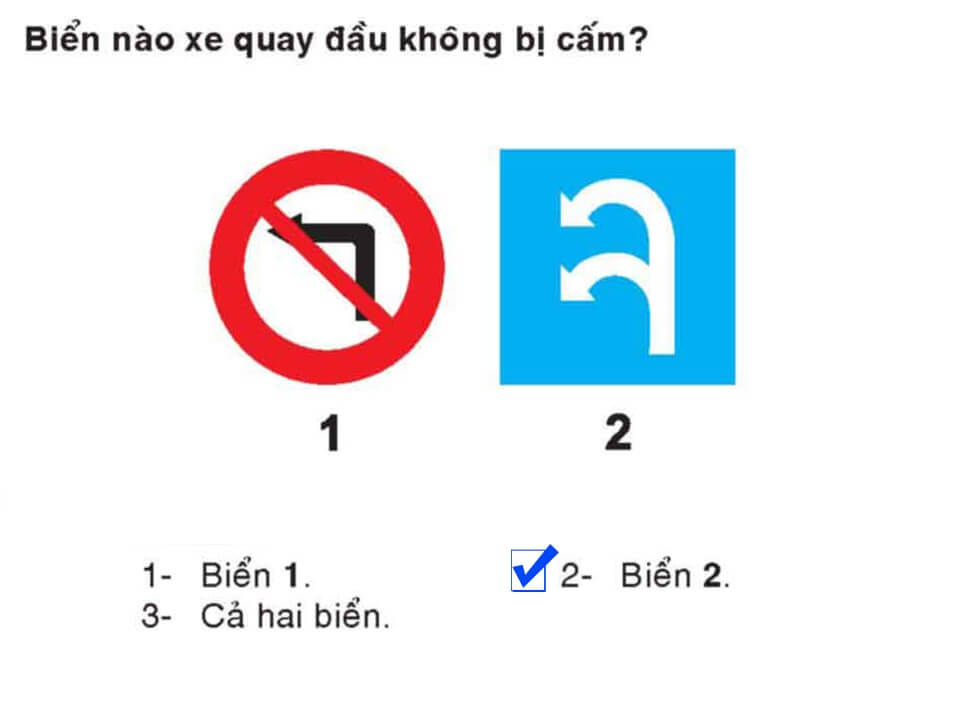 Biển nào xe quay đầu không bị cấm?
1
2
1- Biển 1.
2- Biển 2.
3- Cả hai biển.